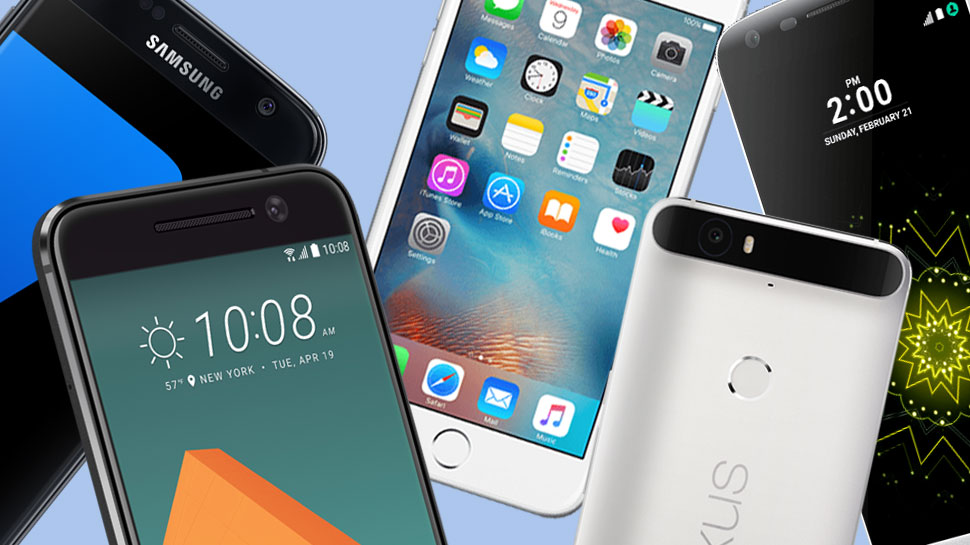 SAMSUNG
10:08
10:08 AM
57°F NEW YORK • TUE, APR 19
100%
Messages
Wednesday
9
Calendar
Photos
Camera
Weather
Clock
Maps
Videos
Wallet
Notes
Reminders
Stocks
iTunes Store
App Store
iBooks
Health
Settings
Safari
Mail
Music
PM
2:00
SUNDAY, FEBRUARY 21
XUS